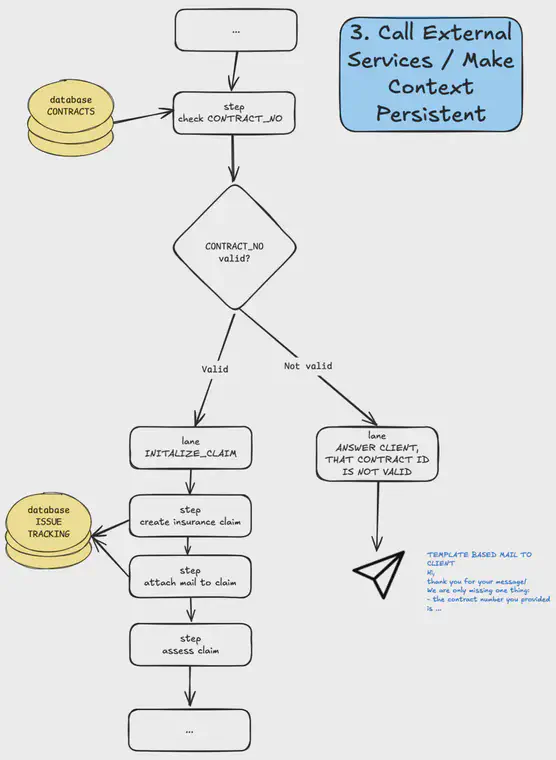 ...
3. Call External
Services / Make
Context
Persistent
database
CONTRACTS
step
check CONTRACT_NO
CONTRACT_NO
valid?
Valid
Not valid
lane
INITALIZE_CLAIM
lane
ANSWER CLIENT,
THAT CONTRACT ID
IS NOT VALID
database
ISSUE
TRACKING
step
create insurance claim
step
attach mail to claim
TEMPLATE BASED MAIL TO
CLIENT
Hi,
thank you for your message!
We are only missing one thing:
- the contract number you provided
is ...
step
assess claim
...